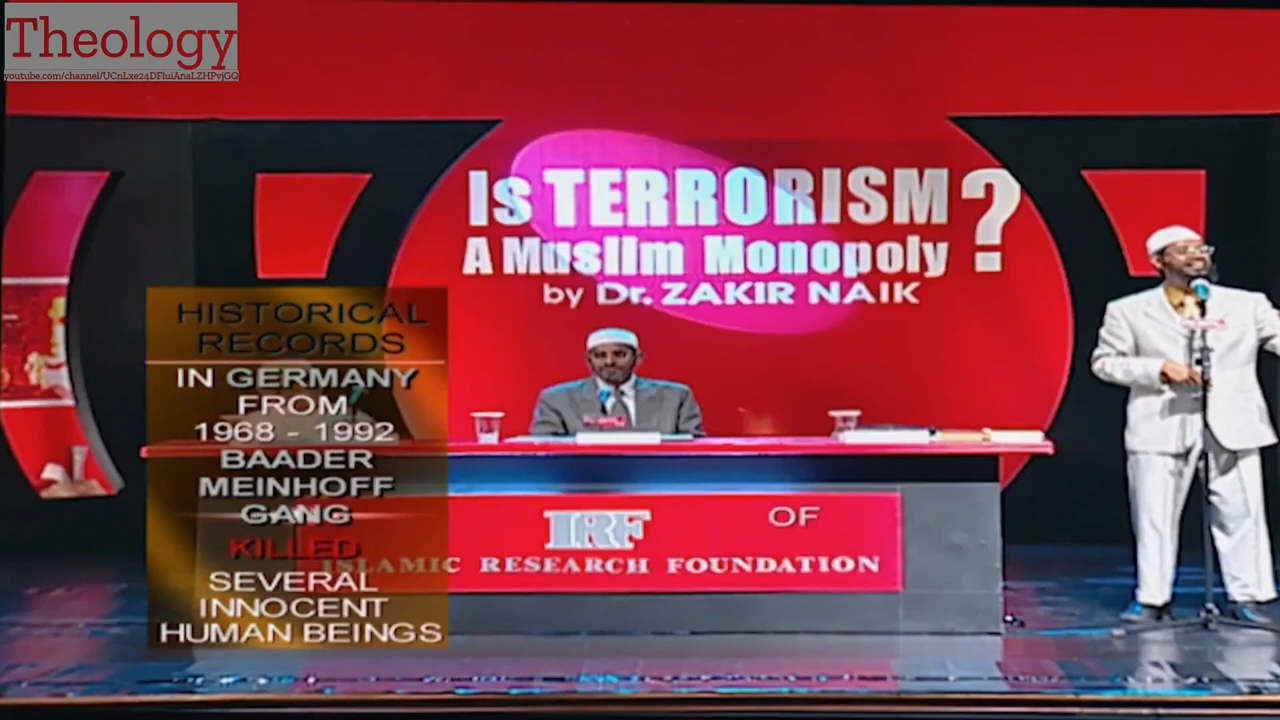 Theology
youtube.com/channel/UCnLxe24DFluiAnaLZHPvjGQ
Is TERRORISM
A Muslim Monopoly ?
by Dr. ZAKIR NAIK
HISTORICAL
RECORDS
IN GERMANY
FROM
1968 - 1992
BAADER
MEINHOFF
GANG
KILLED
SEVERAL
INNOCENT
HUMAN BEINGS
IRF
OF
ISLAMIC RESEARCH FOUNDATION